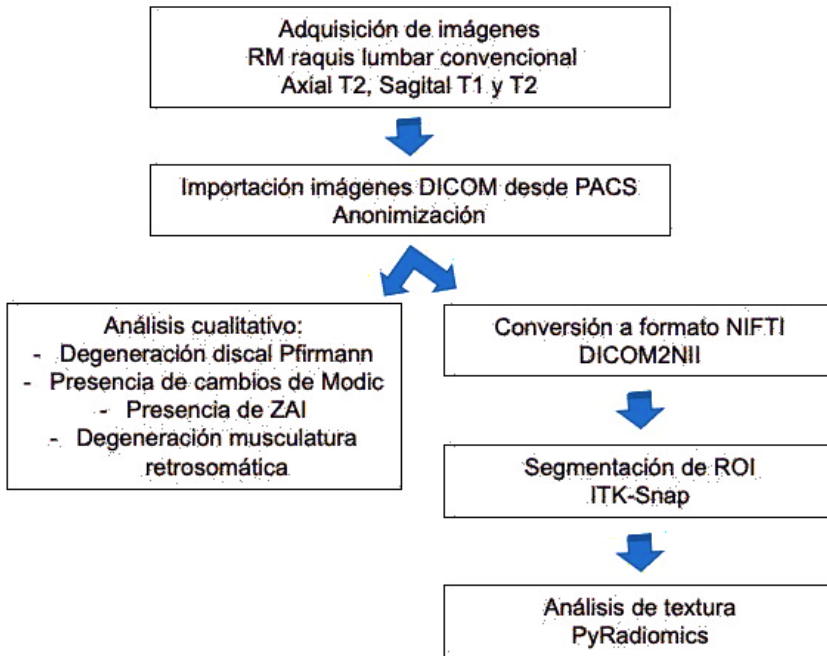 Adquisición de imágenes
RM raquis lumbar convencional
Axial T2, Sagital T1 y T2
Importación imágenes DICOM desde PACS
Anonimización
Análisis cualitativo:
- Degeneración discal Pfirmann
- Presencia de cambios de Modic
- Presencia de ZAI
- Degeneración musculatura
retrosomática
Conversión a formato NIFTI
DICOM2NII
Segmentación de ROI
ITK-Snap
Análisis de textura
PyRadiomics